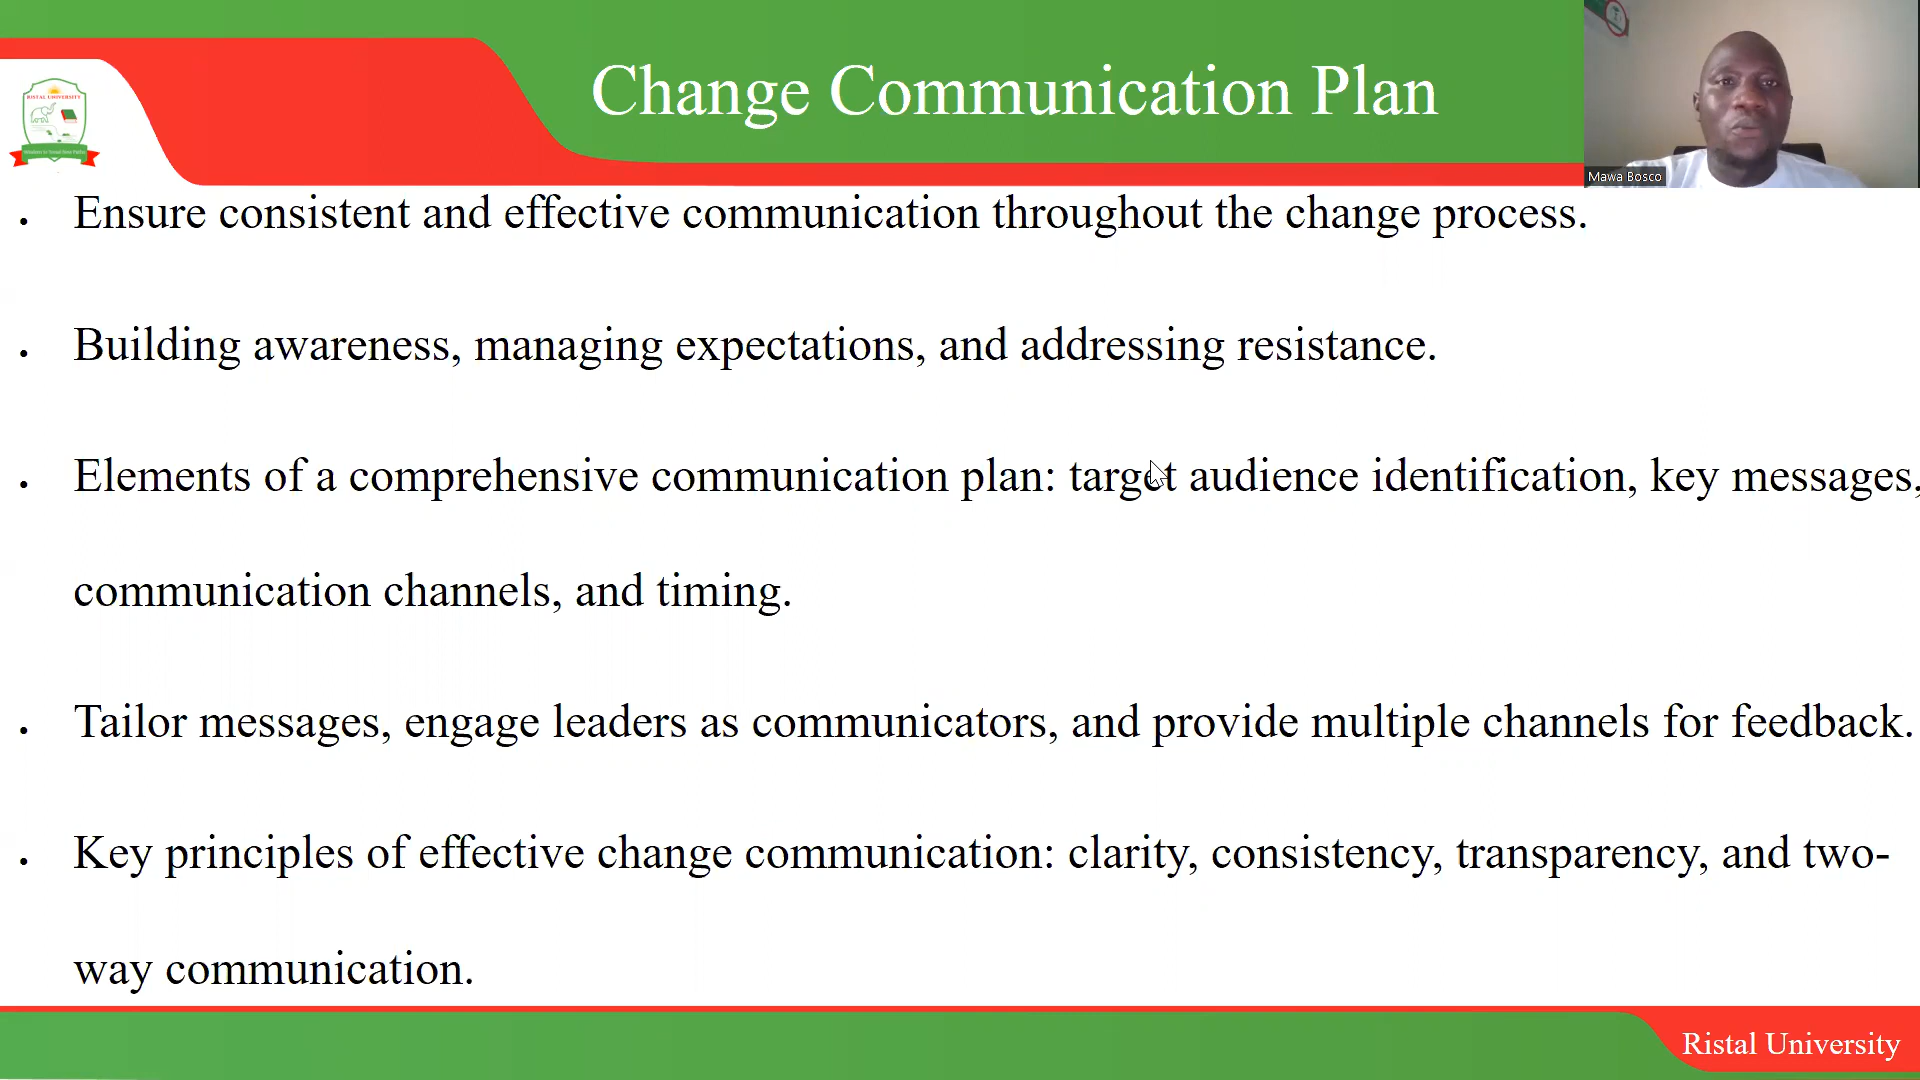 Change Communication Plan
RISTAL UNIVERSITY
Mawa Bosco
• Ensure consistent and effective communication throughout the change process.
• Building awareness, managing expectations, and addressing resistance.
• Elements of a comprehensive communication plan: target audience identification, key messages,
communication channels, and timing.
• Tailor messages, engage leaders as communicators, and provide multiple channels for feedback.
• Key principles of effective change communication: clarity, consistency, transparency, and two-
way communication.
Ristal University